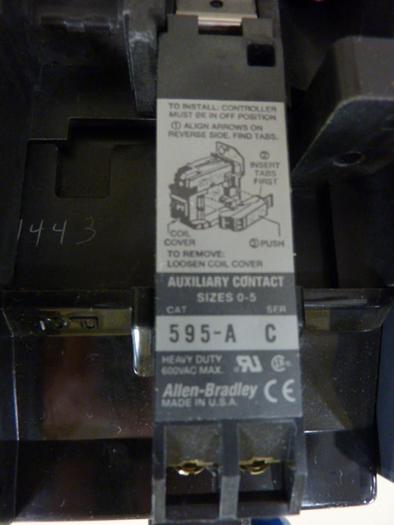 TO INSTALL: CONTROLLER
MUST BE IN OFF POSITION
① ALIGN ARROWS ON
REVERSE SIDE. FIND TABS.
② INSERT
TABS
FIRST
COIL
COVER
③ PUSH
TO REMOVE:
LOOSEN COIL COVER
1443
AUXILIARY CONTACT
SIZES 0-5
CAT SER
595-A C
HEAVY DUTY
600VAC MAX.
Allen-Bradley CE
MADE IN U.S.A.